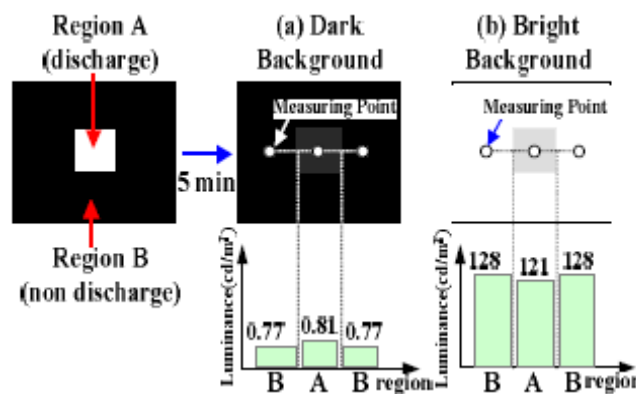 Region A
(discharge)
Region B
(non discharge)
5 min
(a) Dark
Background
Measuring Point
Luminance(cd/m²)
0.77
0.81
0.77
B
A
B
region
(b) Bright
Background
Measuring Point
Luminance(cd/m²)
128
121
128
B
A
B
region